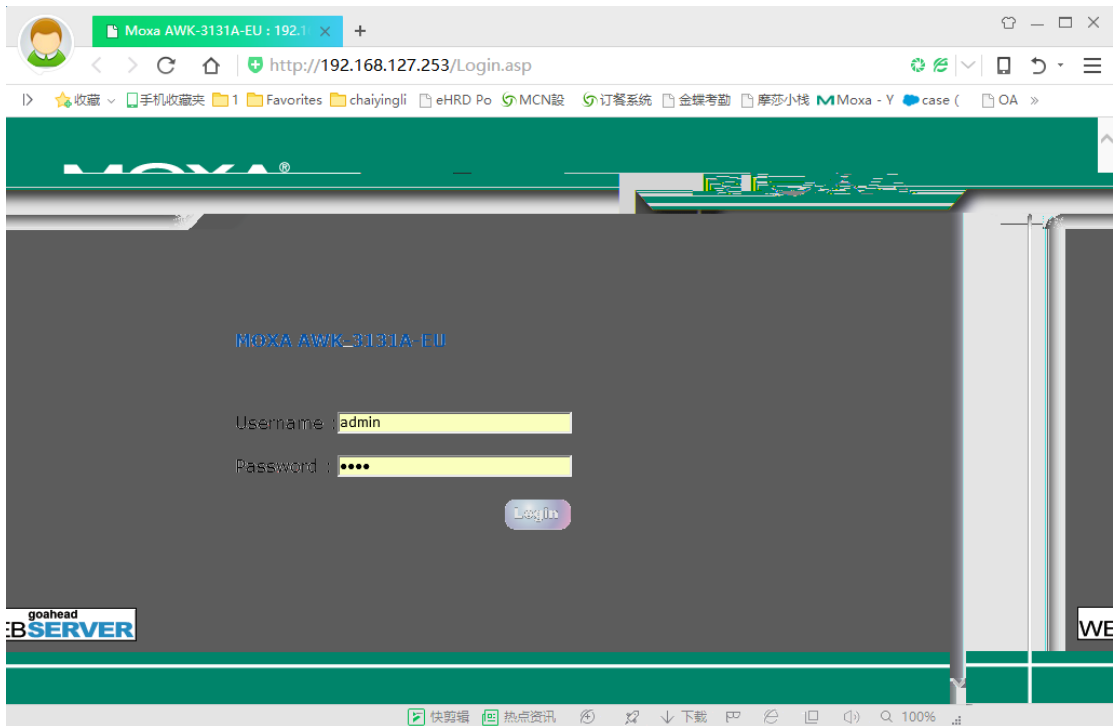 Moxa AWK-3131A-EU : 192.1
http://192.168.127.253/Login.asp
收藏 手机收藏夹 1 Favorites chaiyingli eHRD Po MCN設 订餐系统 金蝶考勤 摩莎小栈 Moxa - Y case ( OA »
MOXA®
MOXA AWK-3131A-EU
Username : admin
Password : ••••
Login
goahead
EBSERVER
WE
快剪辑 热点资讯 下载 100%